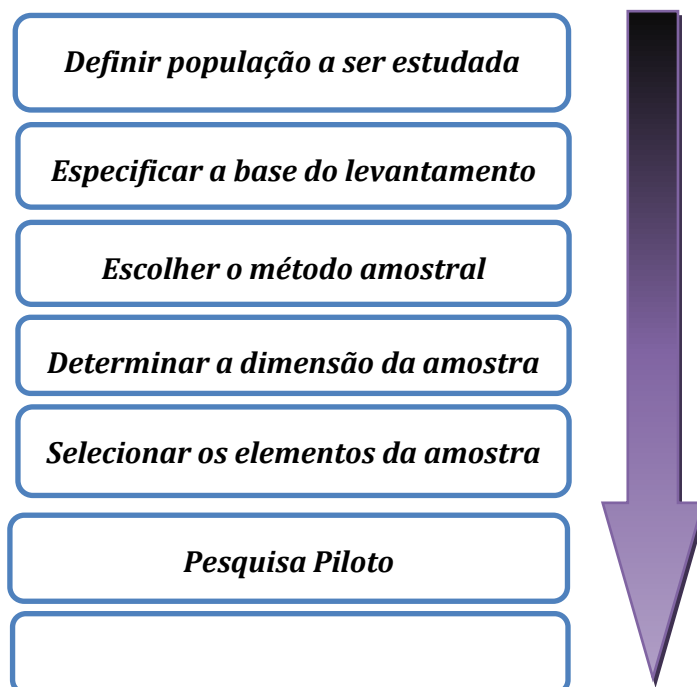 Definir população a ser estudada
Especificar a base do levantamento
Escolher o método amostral
Determinar a dimensão da amostra
Selecionar os elementos da amostra
Pesquisa Piloto